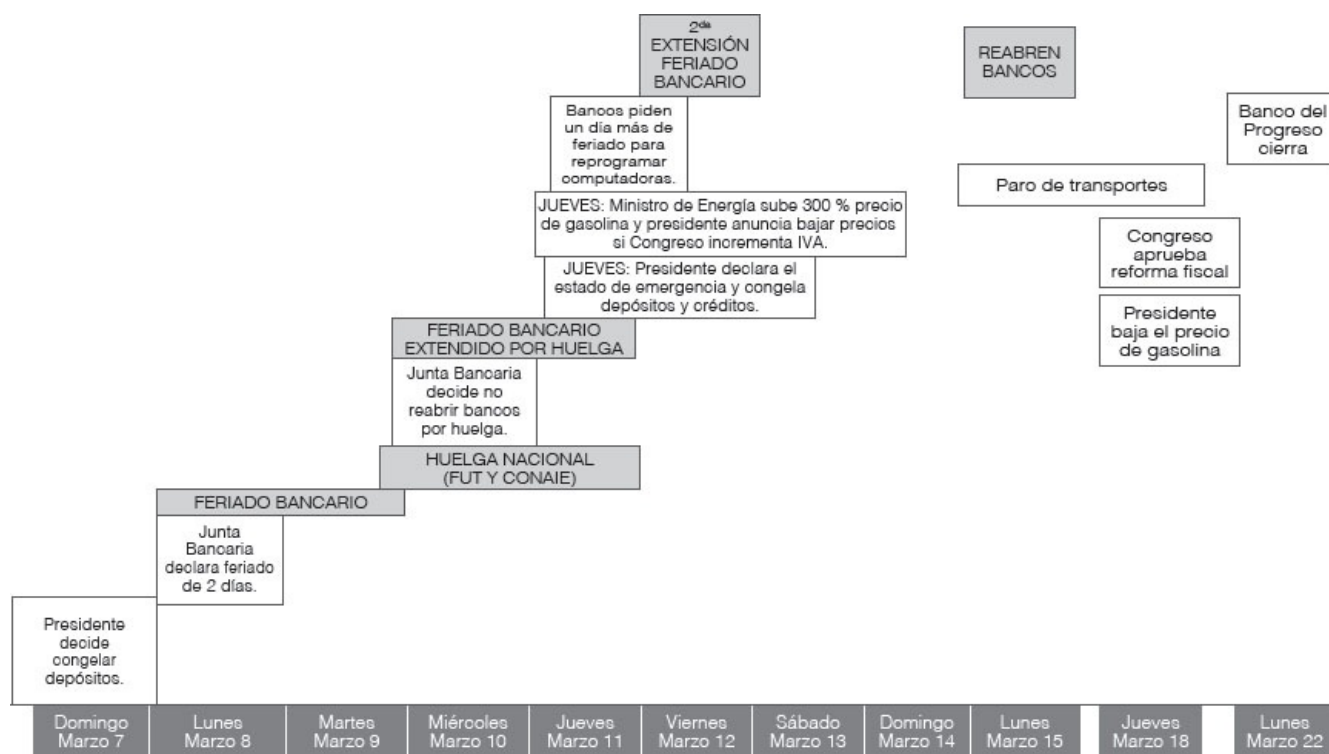 2da
EXTENSIÓN
FERIADO
BANCARIO
REABREN
BANCOS
Bancos piden
un día más de
feriado para
reprogramar
computadoras.
Banco del
Progreso
cierra
Paro de transportes
JUEVES: Ministro de Energía sube 300 % precio
de gasolina y presidente anuncia bajar precios
si Congreso incrementa IVA.
Congreso
aprueba
reforma fiscal
JUEVES: Presidente declara el
estado de emergencia y congela
depósitos y créditos.
Presidente
baja el precio
de gasolina
FERIADO BANCARIO
EXTENDIDO POR HUELGA
Junta Bancaria
decide no
reabrir bancos
por huelga.
HUELGA NACIONAL
(FUT Y CONAIE)
FERIADO BANCARIO
Junta
Bancaria
declara feriado
de 2 días.
Presidente
decide
congelar
depósitos.
Domingo
Marzo 7
Lunes
Marzo 8
Martes
Marzo 9
Miércoles
Marzo 10
Jueves
Marzo 11
Viernes
Marzo 12
Sábado
Marzo 13
Domingo
Marzo 14
Lunes
Marzo 15
Jueves
Marzo 18
Lunes
Marzo 22